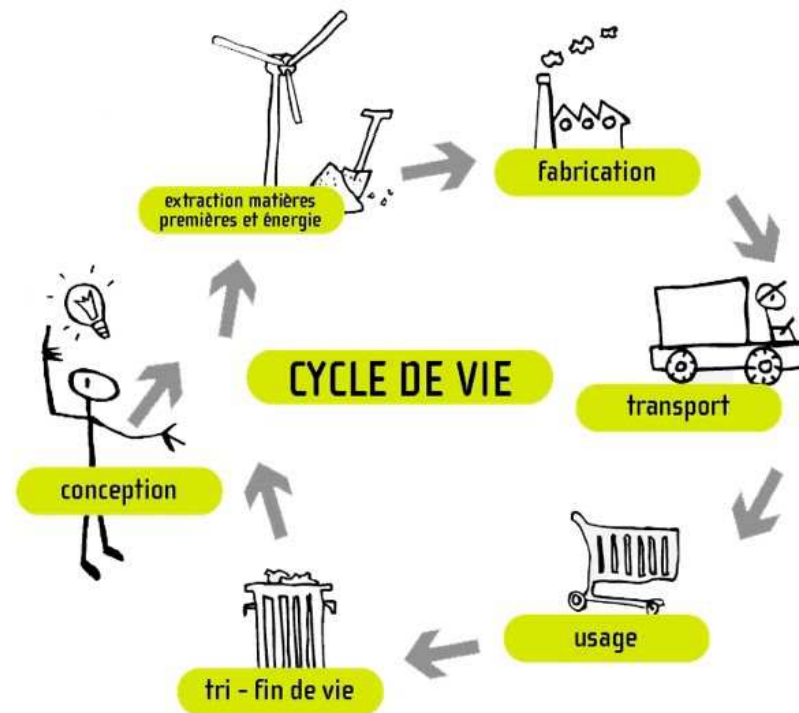 extraction matières
premières et énergie
fabrication
CYCLE DE VIE
transport
conception
usage
tri - fin de vie